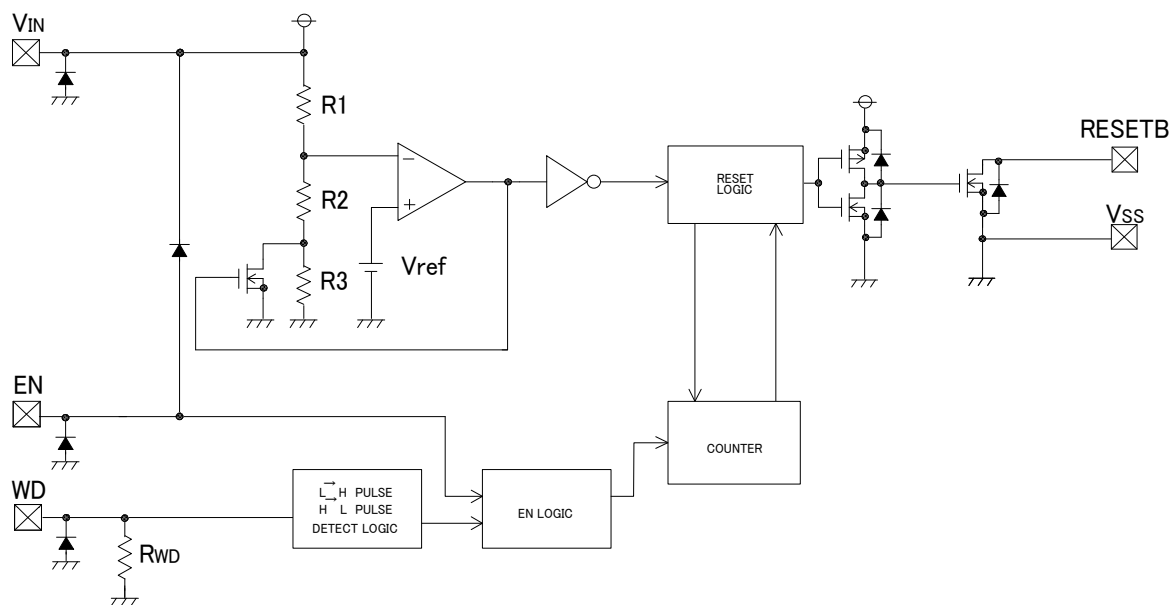 VIN
R1
R2
R3
Vref
−
+
RESET
LOGIC
RESETB
VSS
EN
COUNTER
WD
RWD
L→H PULSE
H→L PULSE
DETECT LOGIC
EN LOGIC